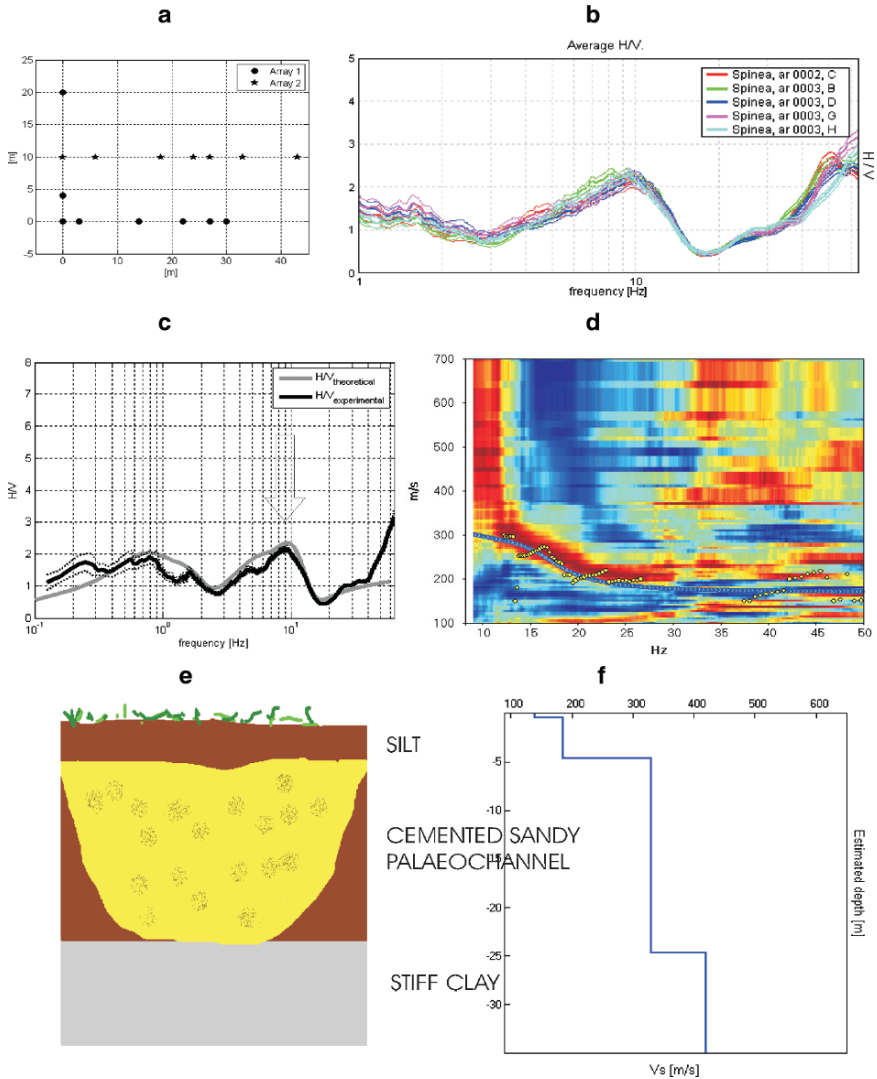 a
25
20
15
10
5
0
-5
[m]
0
10
20
30
40
[m]
Array 1
Array 2
b
Average H/V.
5
4
3
2
1
0
1
10
frequency [Hz]
H/V
Spinea, ar 0002, C
Spinea, ar 0003, B
Spinea, ar 0003, D
Spinea, ar 0003, G
Spinea, ar 0003, H
c
8
7
6
5
4
3
2
1
0
H/V
10⁻¹
10⁰
10¹
frequency [Hz]
H/Vtheoretical
H/Vexperimental
d
700
600
500
400
300
200
100
m/s
10
15
20
25
30
35
40
45
50
Hz
e
SILT
CEMENTED SANDY
PALAEOCHANNEL
STIFF CLAY
f
100
200
300
400
500
600
-5
-10
-15
-20
-25
-30
Estimated depth [m]
Vs [m/s]